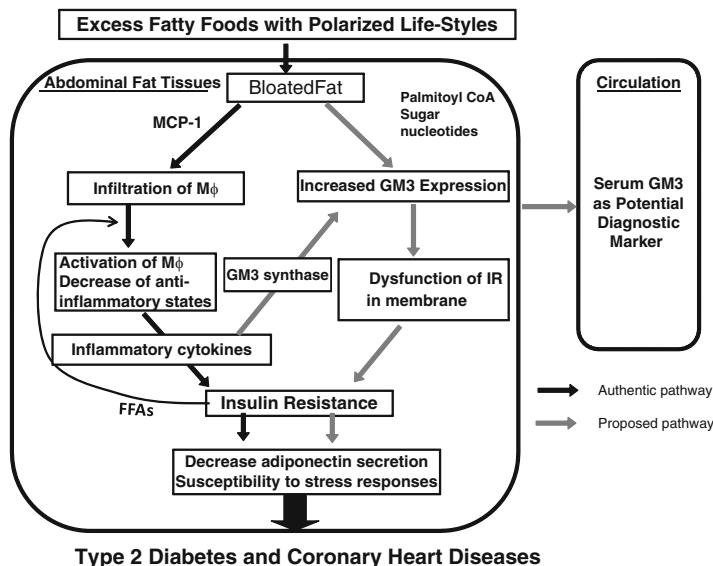 Excess Fatty Foods with Polarized Life-Styles
Abdominal Fat Tissues
BloatedFat
MCP-1
Palmitoyl CoA
Sugar
nucleotides
Infiltration of Mϕ
Increased GM3 Expression
Activation of Mϕ
Decrease of anti-
inflammatory states
GM3 synthase
Dysfunction of IR
in membrane
Inflammatory cytokines
FFAs
Insulin Resistance
Decrease adiponectin secretion
Susceptibility to stress responses
Type 2 Diabetes and Coronary Heart Diseases
Circulation
Serum GM3
as Potential
Diagnostic
Marker
Authentic pathway
Proposed pathway